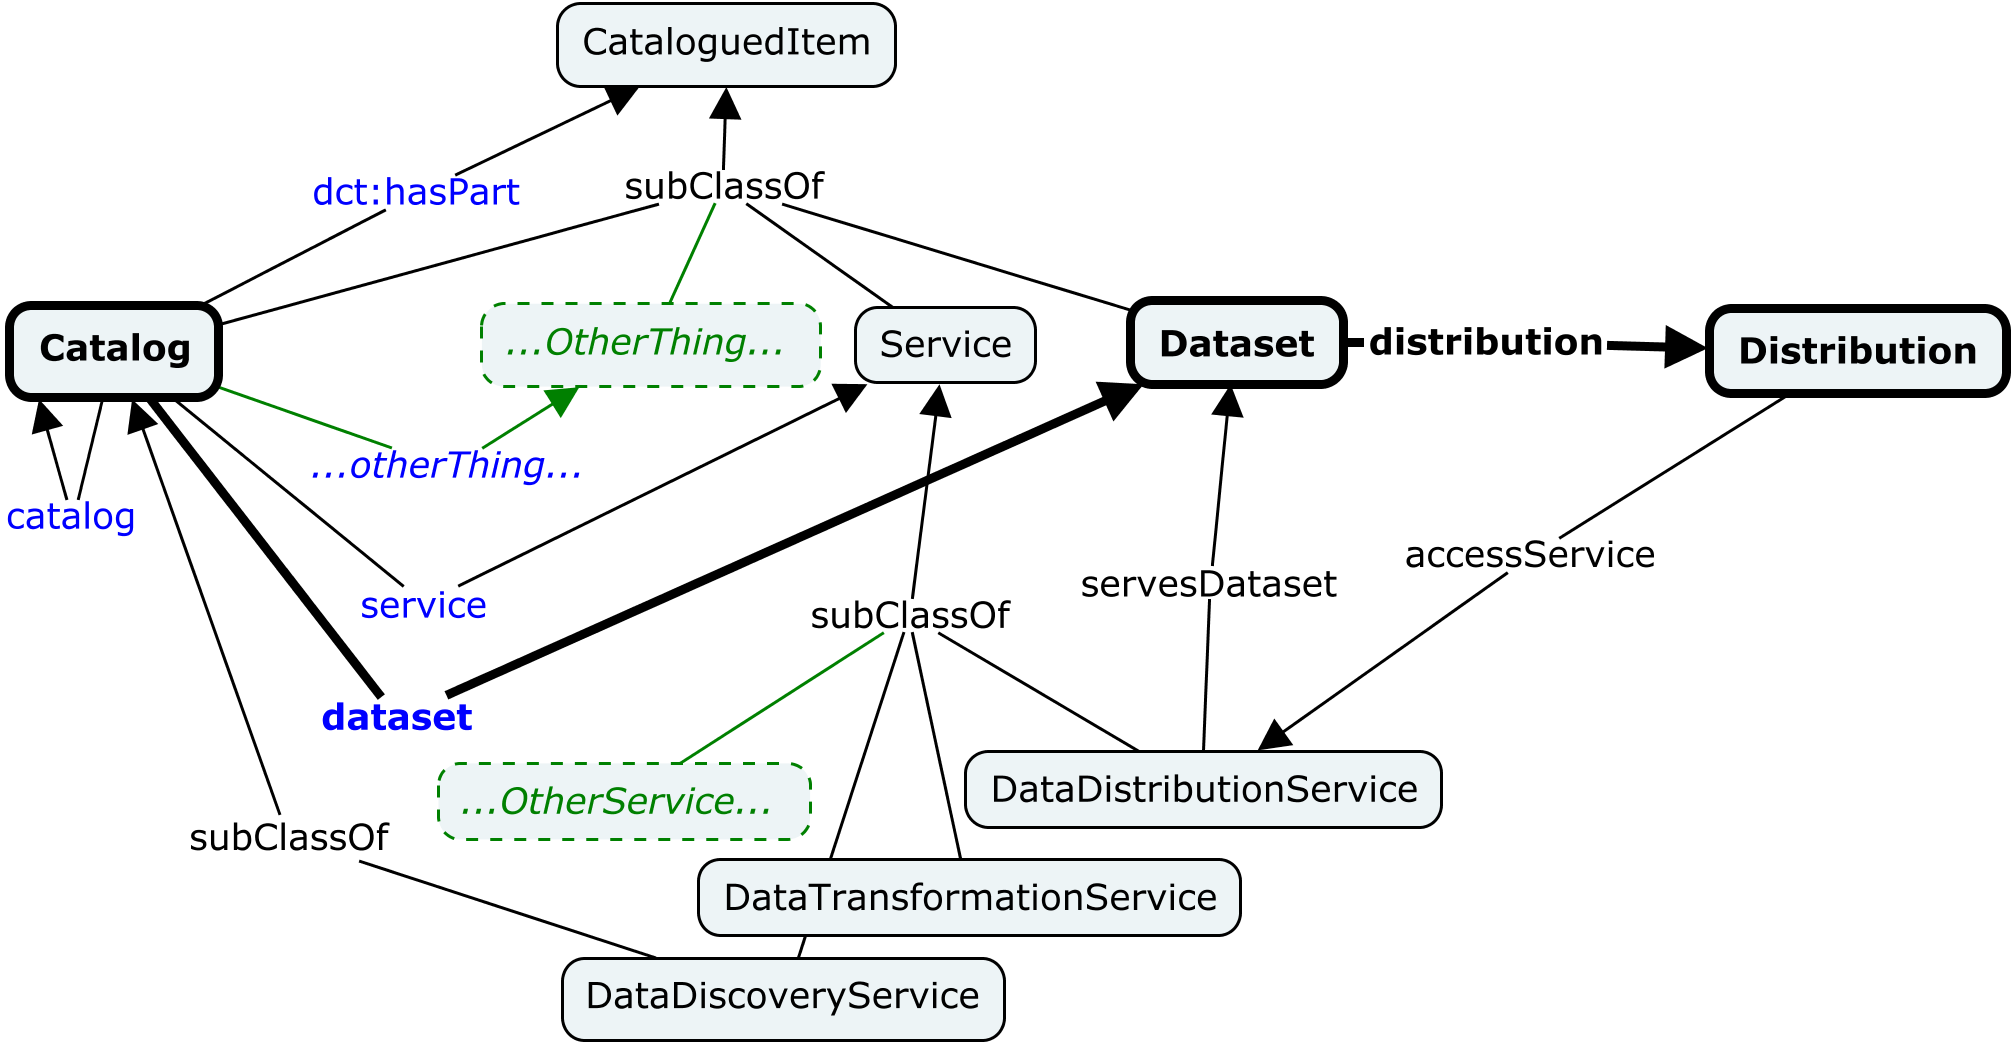 CataloguedItem
dct:hasPart
subClassOf
Catalog
...OtherThing...
Service
Dataset
distribution
Distribution
...otherThing...
catalog
accessService
servesDataset
service
subClassOf
dataset
DataDistributionService
...OtherService...
subClassOf
DataTransformationService
DataDiscoveryService